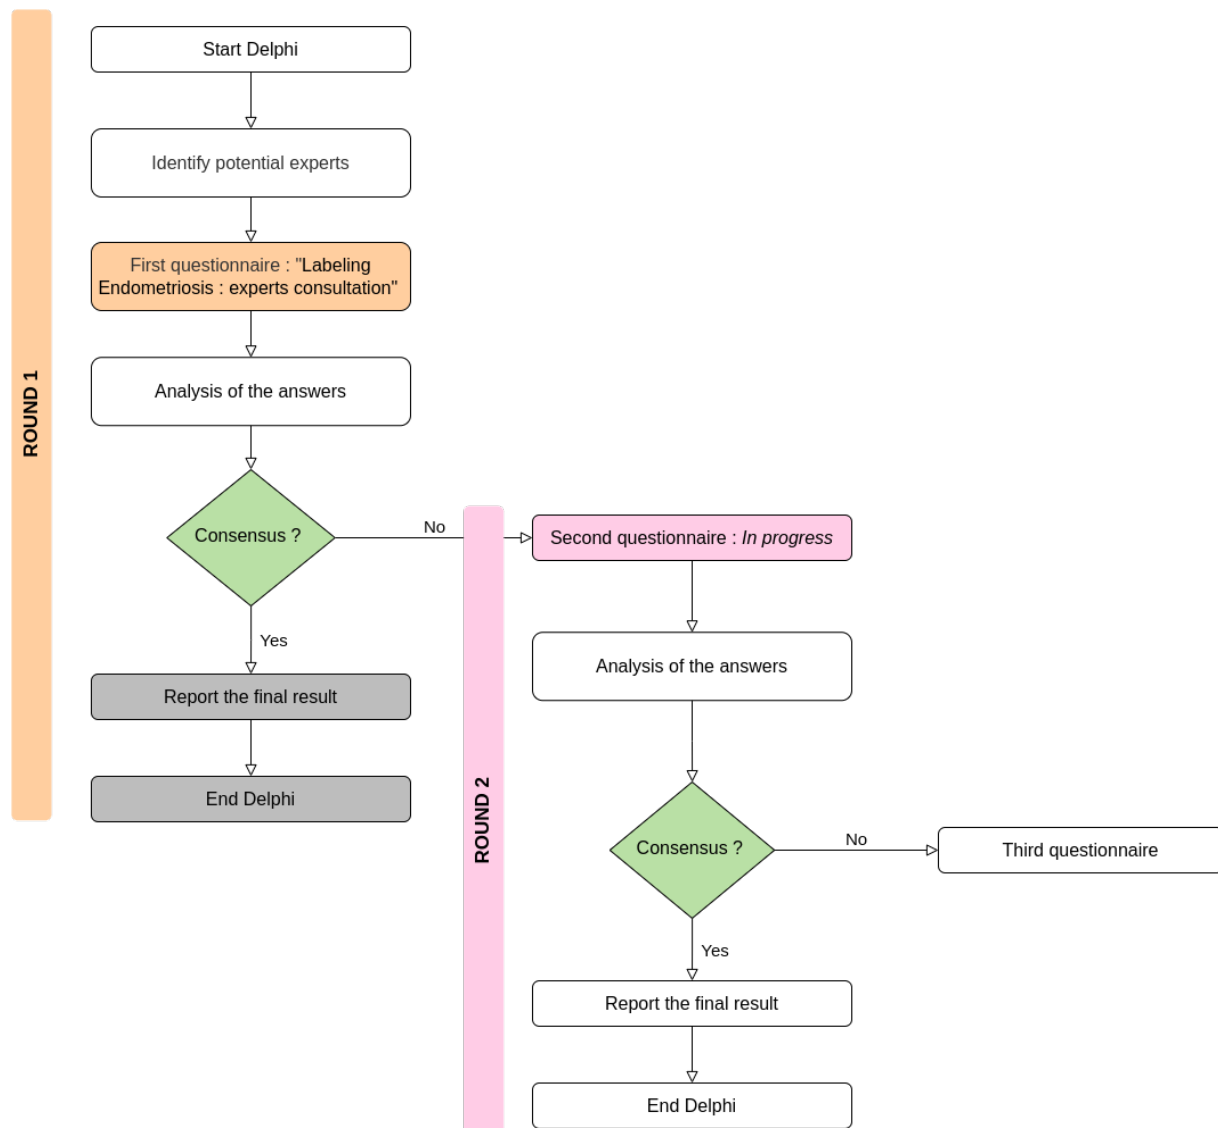 ROUND 1
Start Delphi
Identify potential experts
First questionnaire : "Labeling
Endometriosis : experts consultation"
Analysis of the answers
Consensus ?
No
Yes
Report the final result
End Delphi
ROUND 2
Second questionnaire : In progress
Analysis of the answers
Consensus ?
No
Third questionnaire
Yes
Report the final result
End Delphi